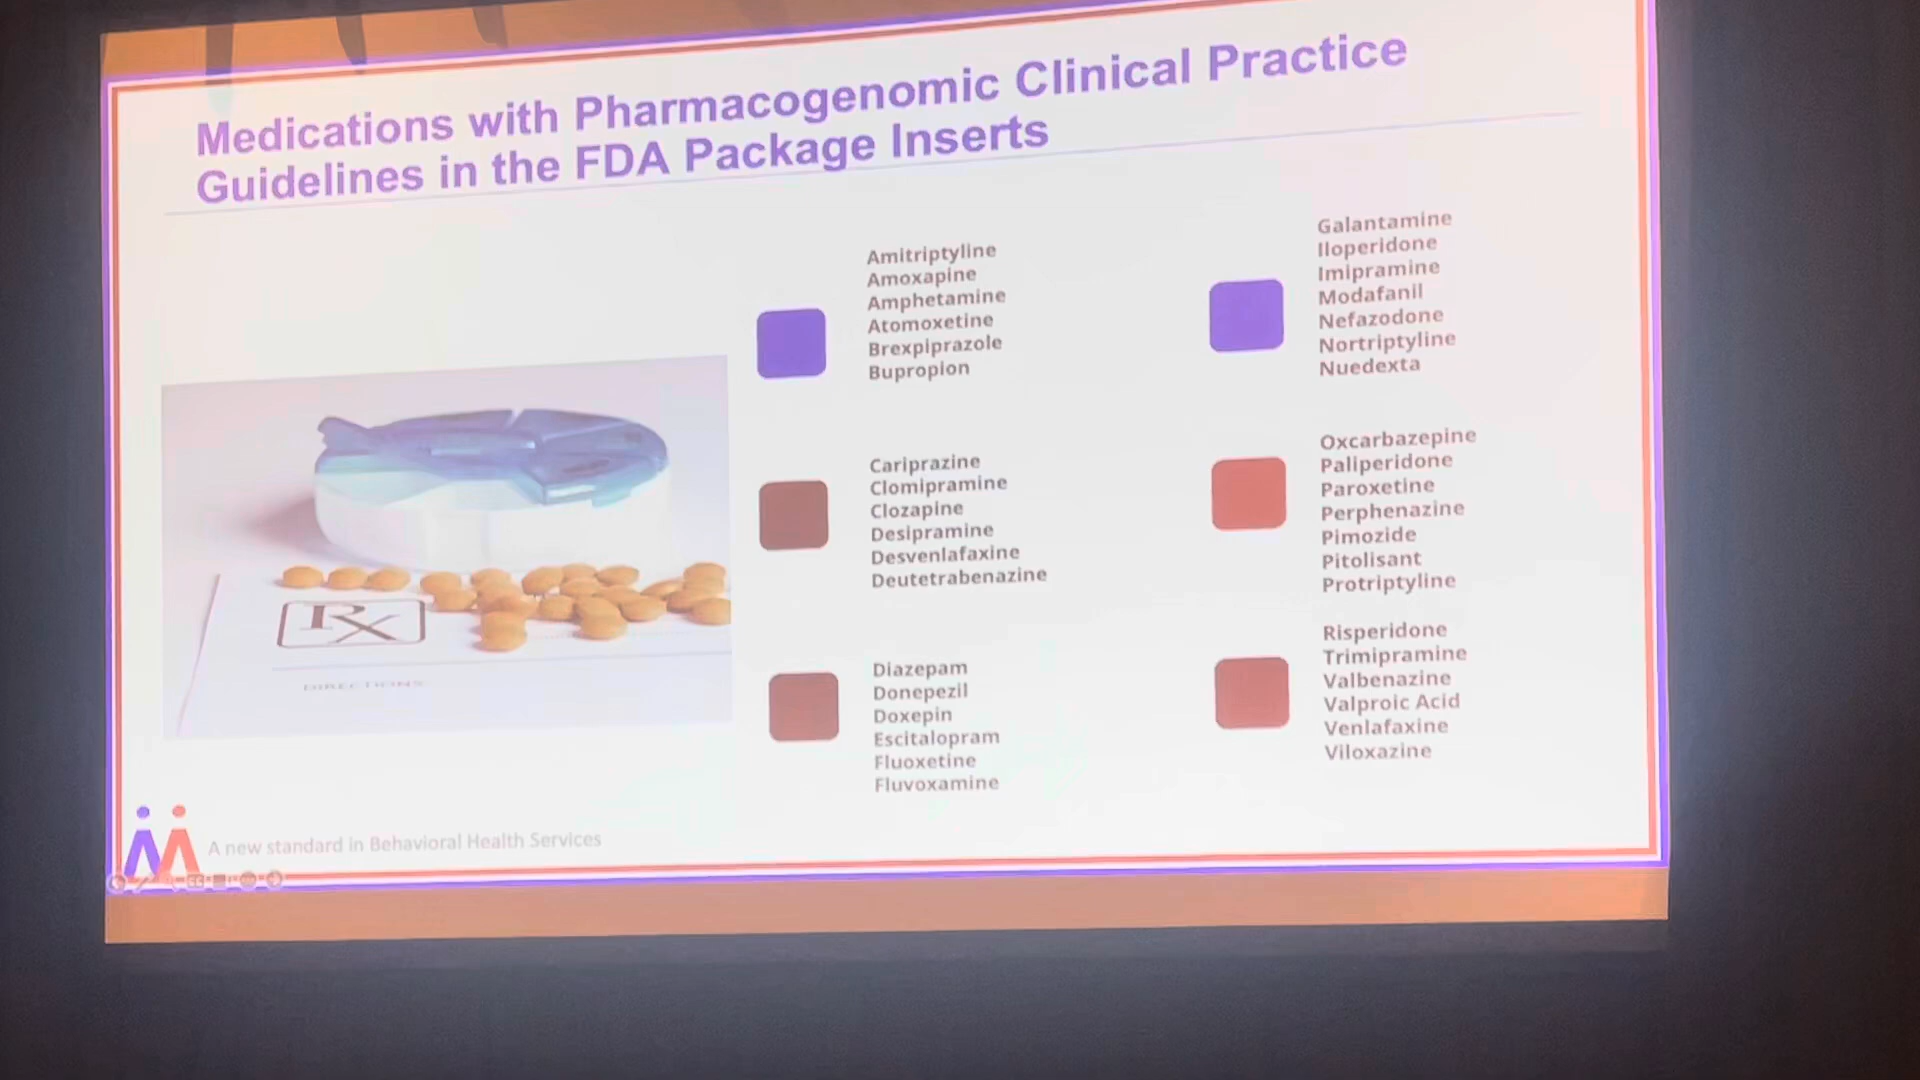 Medications with Pharmacogenomic Clinical Practice
Guidelines in the FDA Package Inserts
Amitriptyline
Amoxapine
Amphetamine
Atomoxetine
Brexpiprazole
Bupropion
Cariprazine
Clomipramine
Clozapine
Desipramine
Desvenlafaxine
Deutetrabenazine
Diazepam
Donepezil
Doxepin
Escitalopram
Fluoxetine
Fluvoxamine
Galantamine
Iloperidone
Imipramine
Modafanil
Nefazodone
Nortriptyline
Nuedexta
Oxcarbazepine
Paliperidone
Paroxetine
Perphenazine
Pimozide
Pitolisant
Protriptyline
Risperidone
Trimipramine
Valbenazine
Valproic Acid
Venlafaxine
Viloxazine
Rx
DIRECTIONS:
A new standard in Behavioral Health Services